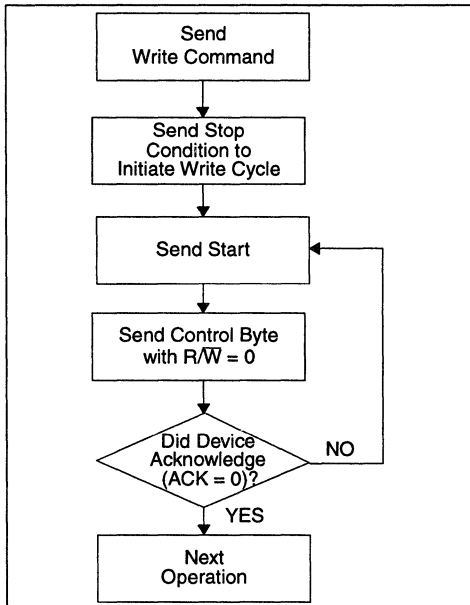 Send
Write Command
Send Stop
Condition to
Initiate Write Cycle
Send Start
Send Control Byte
with R/W̅ = 0
Did Device
Acknowledge
(ACK = 0)?
NO
YES
Next
Operation